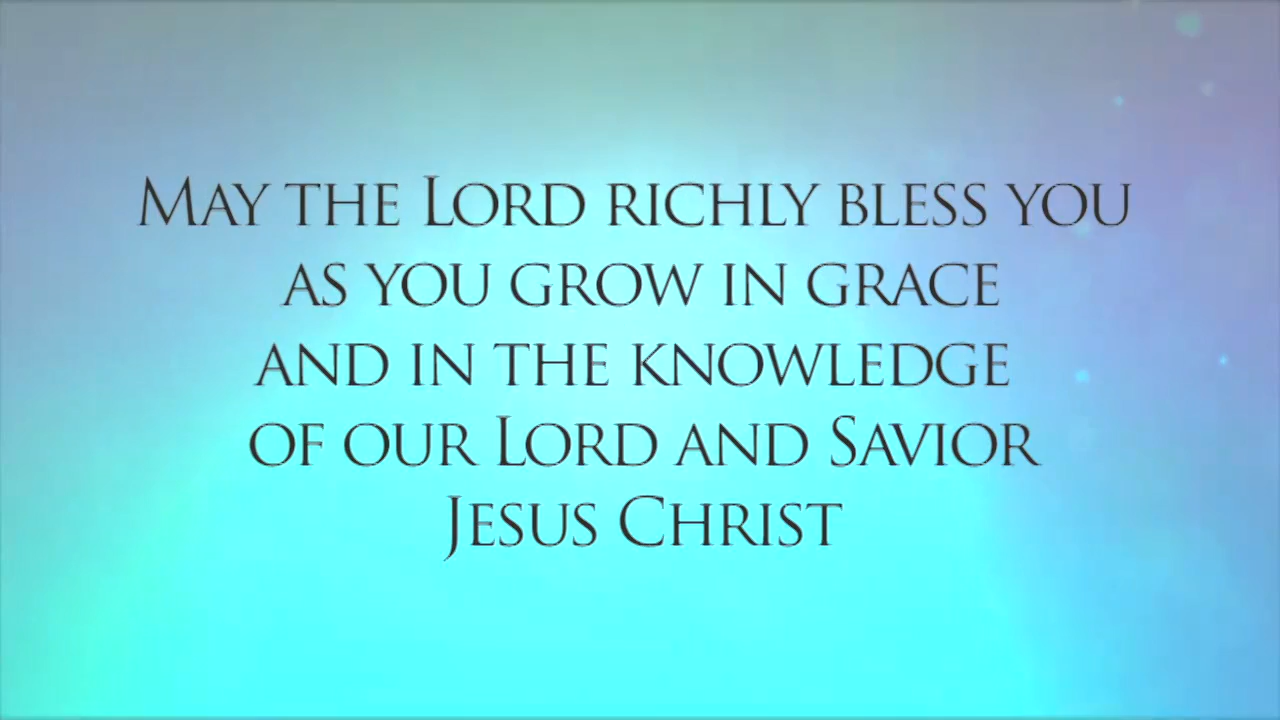 May the Lord richly bless you
as you grow in grace
and in the knowledge
of our Lord and Savior
Jesus Christ